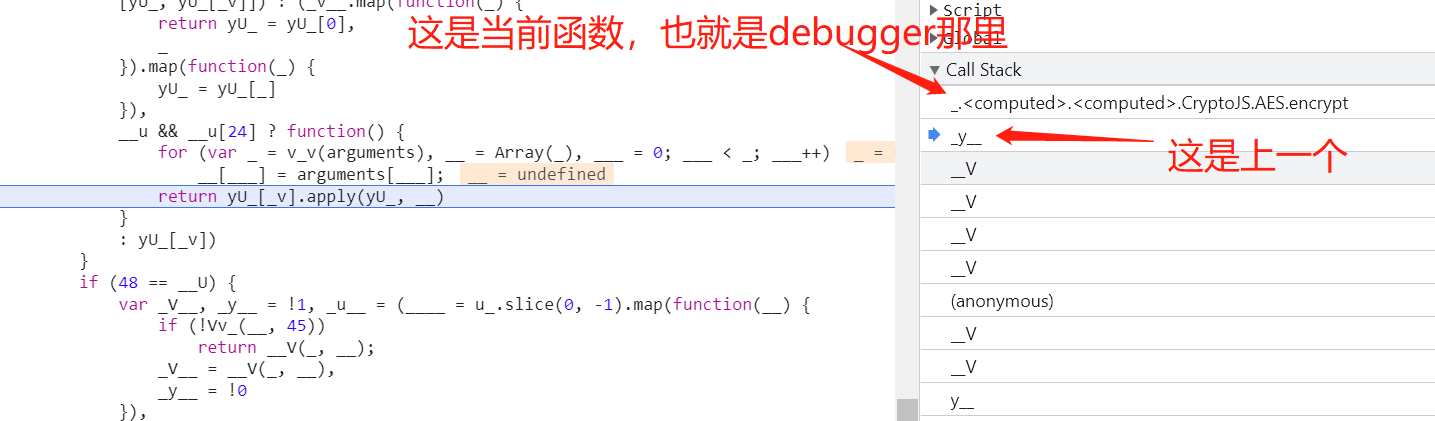 [yU_, yU_[_v]]) : (_v__.map(function(_) {
return yU_ = yU_[0],
_
}).map(function(_) {
yU_ = yU_[_]
}),
__u && __u[24] ? function() {
for (var _ = v_v(arguments), __ = Array(_), ___ = 0; ___ < _; ___++) _ =
__[___] = arguments[___]; __ = undefined
return yU_[_v].apply(yU_, __)
}
: yU_[_v])
}
if (48 == __U) {
var _V__, _y__ = !1, _u__ = (____ = u_.slice(0, -1).map(function(__) {
if (!Vv_(__, 45))
return __V(_, __);
_V__ = __V(_, __),
_y__ = !0
}),
这是当前函数，也就是debugger那里
这是上一个
Script
Global
Call Stack
_.<computed>.<computed>.CryptoJS.AES.encrypt
_y__
__V
__V
__V
__V
(anonymous)
__V
__V
y__